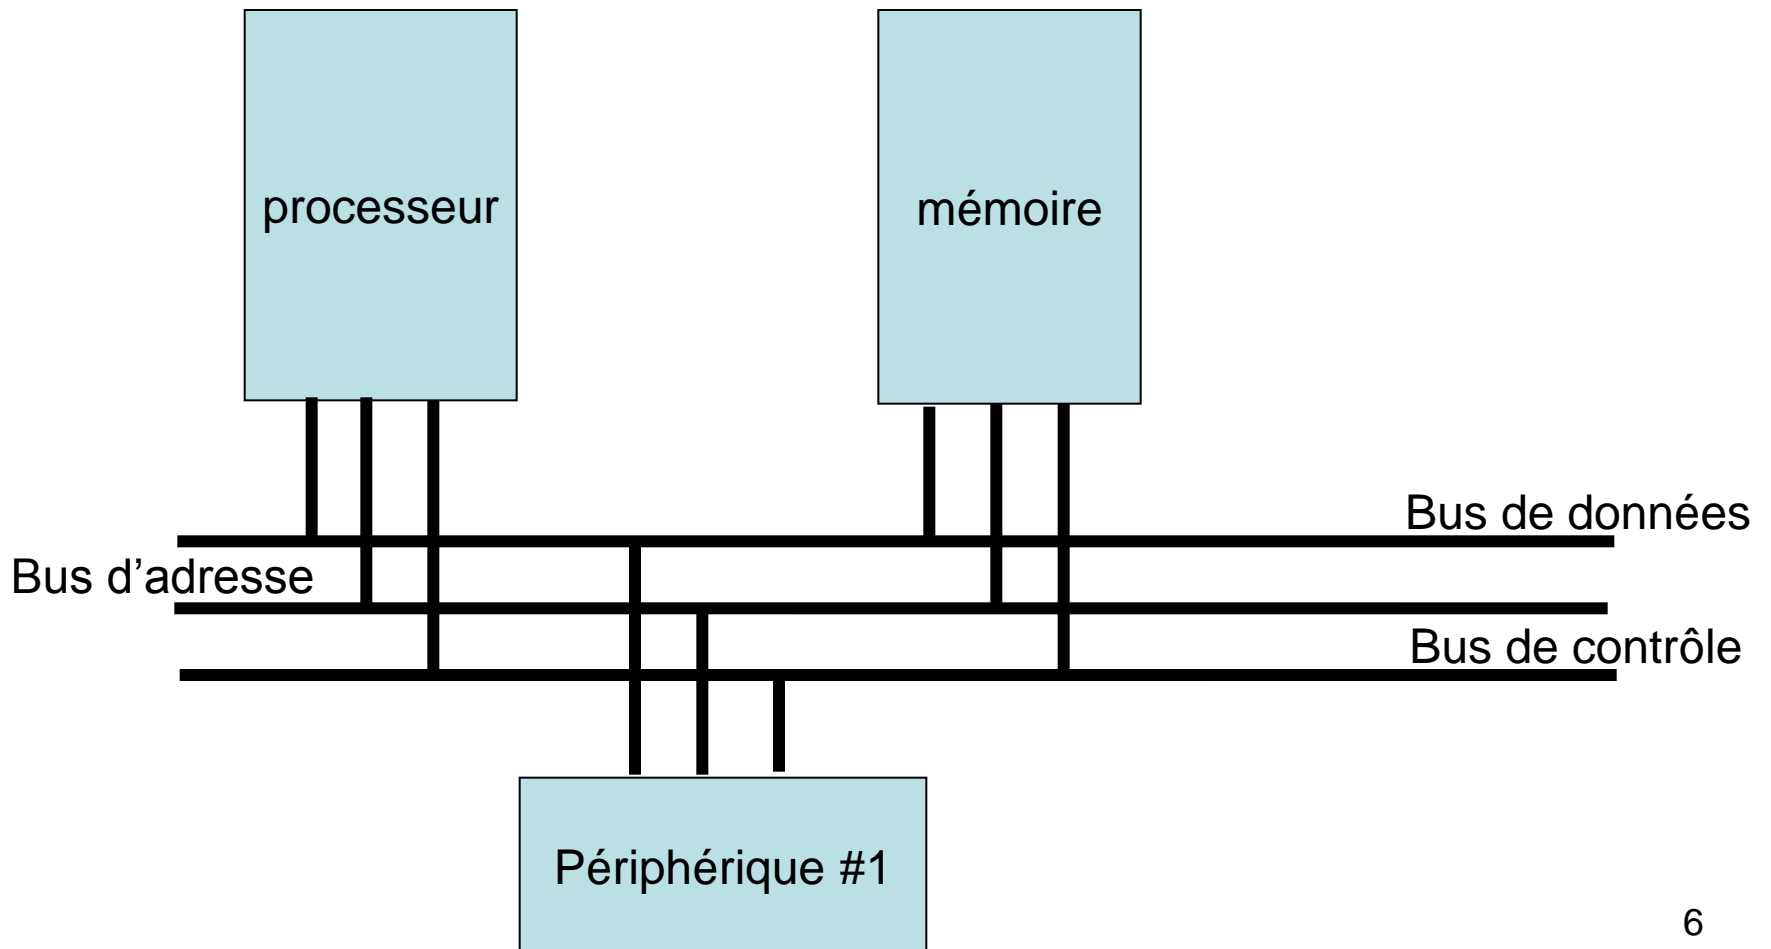 processeur
mémoire
Bus de données
Bus d’adresse
Bus de contrôle
Périphérique #1
6